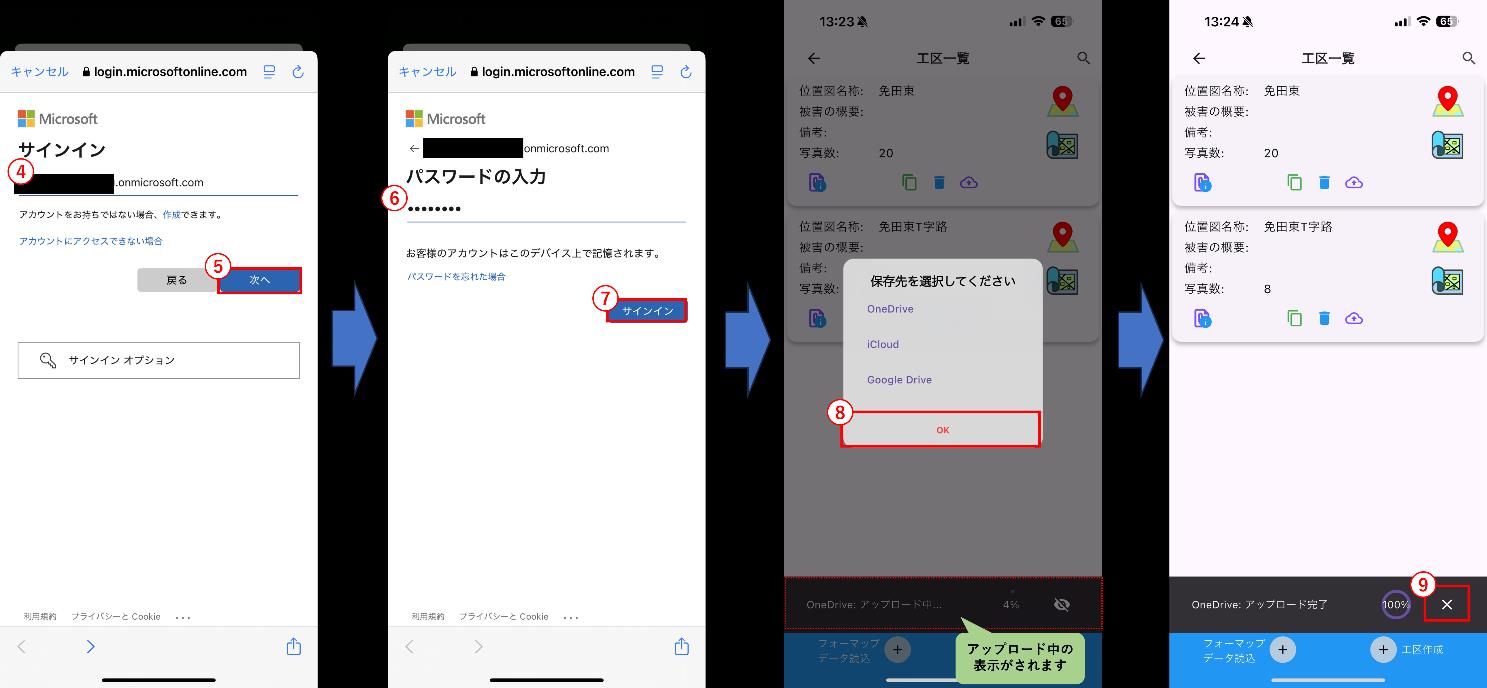 キャンセル
login.microsoftonline.com
Microsoft
サインイン
④
.onmicrosoft.com
アカウントをお持ちではない場合、作成できます。
アカウントにアクセスできない場合
⑤
戻る
次へ
サインイン オプション
利用規約 プライバシーと Cookie ...
キャンセル
login.microsoftonline.com
Microsoft
onmicrosoft.com
パスワードの入力
⑥
••••••••
お客様のアカウントはこのデバイス上で記憶されます。
パスワードを忘れた場合
⑦
サインイン
利用規約 プライバシーと Cookie ...
13:23
65
工区一覧
位置図名称: 免田東
被害の概要:
備考:
写真数: 20
位置図名称: 免田東T字路
被害の概要:
備考:
写真数:
保存先を選択してください
OneDrive
iCloud
Google Drive
⑧
OK
OneDrive: アップロード中... 4%
フォーマップ
データ読込
アップロード中の
表示がされます
13:24
65
工区一覧
位置図名称: 免田東
被害の概要:
備考:
写真数: 20
位置図名称: 免田東T字路
被害の概要:
備考:
写真数: 8
⑨
OneDrive: アップロード完了 100%
フォーマップ
データ読込
工区作成